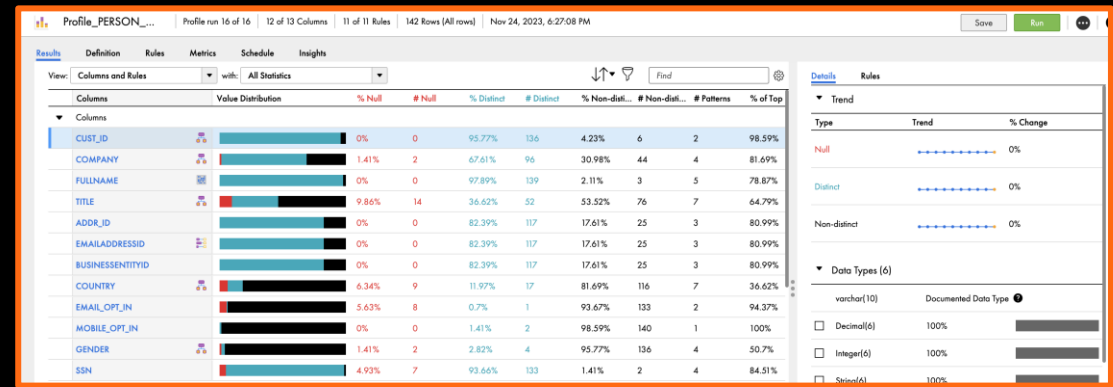 Profile_PERSON_... Profile run 16 of 16 12 of 13 Columns 11 of 11 Rules 142 Rows (All rows) Nov 24, 2023, 6:27:08 PM Save Run
Results Definition Rules Metrics Schedule Insights
View: Columns and Rules with: All Statistics Find
Columns Value Distribution % Null # Null % Distinct # Distinct % Non-disti... # Non-disti... # Patterns % of Top
Columns
CUST_ID 0% 0 95.77% 136 4.23% 6 2 98.59%
COMPANY 1.41% 2 67.61% 96 30.98% 44 4 81.69%
FULLNAME 0% 0 97.89% 139 2.11% 3 5 78.87%
TITLE 9.86% 14 36.62% 52 53.52% 76 7 64.79%
ADDR_ID 0% 0 82.39% 117 17.61% 25 3 80.99%
EMAILADDRESSID 0% 0 82.39% 117 17.61% 25 3 80.99%
BUSINESSENTITYID 0% 0 82.39% 117 17.61% 25 3 80.99%
COUNTRY 6.34% 9 11.97% 17 81.69% 116 7 36.62%
EMAIL_OPT_IN 5.63% 8 0.7% 1 93.67% 133 2 94.37%
MOBILE_OPT_IN 0% 0 1.41% 2 98.59% 140 1 100%
GENDER 1.41% 2 2.82% 4 95.77% 136 4 50.7%
SSN 4.93% 7 93.66% 133 1.41% 2 4 84.51%
Details Rules
Trend
Type Trend % Change
Null 0%
Distinct 0%
Non-distinct 0%
Data Types (6)
varchar(10) Documented Data Type
Decimal(6) 100%
Integer(6) 100%
String(6) 100%